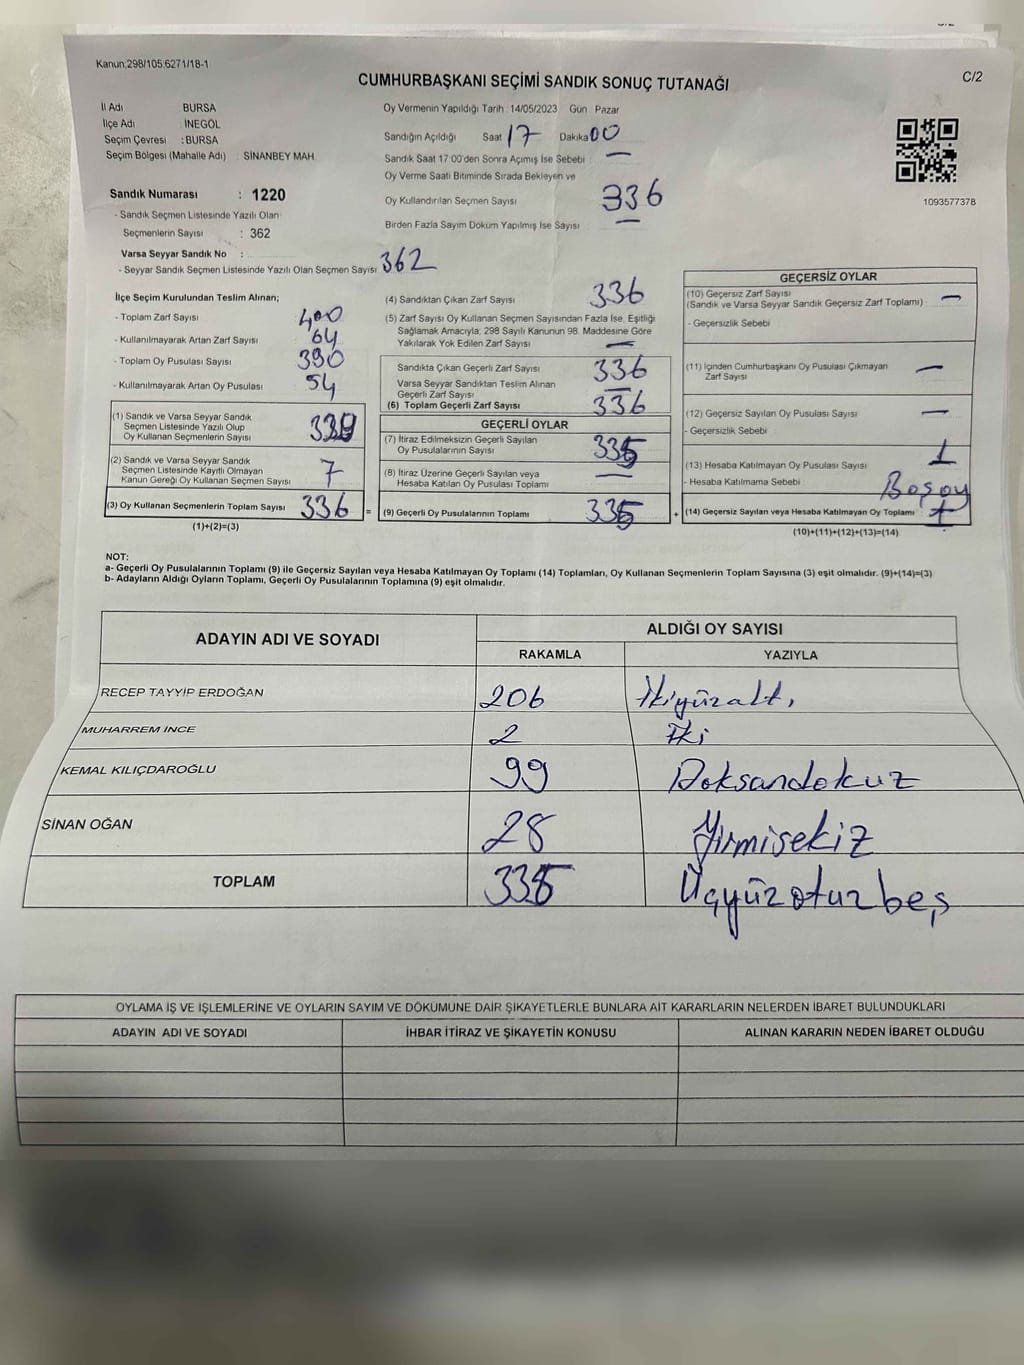 Kanun,298/105,6271/18-1
C/2
CUMHURBAŞKANI SEÇİMİ SANDIK SONUÇ TUTANAĞI
İl Adı BURSA
İlçe Adı : İNEGÖL
Seçim Çevresi : BURSA
Seçim Bölgesi (Mahalle Adı) : SİNANBEY MAH.
Oy Vermenin Yapıldığı Tarih : 14/05/2023 Gün Pazar
Sandığın Açıldığı Saat 17 Dakika 00
Sandık Saat 17:00'den Sonra Açılmış İse Sebebi : —
Oy Verme Saati Bitiminde Sırada Bekleyen ve
Oy Kullandırılan Seçmen Sayısı 336
Birden Fazla Sayım Döküm Yapılmış İse Sayısı —
1093577378
Sandık Numarası : 1220
- Sandık Seçmen Listesinde Yazılı Olan
Seçmenlerin Sayısı : 362
Varsa Seyyar Sandık No :
- Seyyar Sandık Seçmen Listesinde Yazılı Olan Seçmen Sayısı : 362
İlçe Seçim Kurulundan Teslim Alınan;
- Toplam Zarf Sayısı 400
- Kullanılmayarak Artan Zarf Sayısı 64
- Toplam Oy Pusulası Sayısı 390
- Kullanılmayarak Artan Oy Pusulası 54
(1) Sandık ve Varsa Seyyar Sandık
Seçmen Listesinde Yazılı Olup
Oy Kullanan Seçmenlerin Sayısı
(2) Sandık ve Varsa Seyyar Sandık
Seçmen Listesinde Kayıtlı Olmayan
Kanun Gereği Oy Kullanan Seçmen Sayısı 7
(3) Oy Kullanan Seçmenlerin Toplam Sayısı 336 =
(1)+(2)=(3)
(4) Sandıktan Çıkan Zarf Sayısı 336
(5) Zarf Sayısı Oy Kullanan Seçmen Sayısından Fazla İse, Eşitliği
Sağlamak Amacıyla, 298 Sayılı Kanunun 98. Maddesine Göre
Yakılarak Yok Edilen Zarf Sayısı —
Sandıkta Çıkan Geçerli Zarf Sayısı 336
Varsa Seyyar Sandıktan Teslim Alınan
Geçerli Zarf Sayısı —
(6) Toplam Geçerli Zarf Sayısı 336
GEÇERLİ OYLAR
(7) İtiraz Edilmeksizin Geçerli Sayılan
Oy Pusulalarının Sayısı 335
(8) İtiraz Üzerine Geçerli Sayılan veya
Hesaba Katılan Oy Pusulası Toplamı —
(9) Geçerli Oy Pusulalarının Toplamı 335 +
GEÇERSİZ OYLAR
(10) Geçersiz Zarf Sayısı
(Sandık ve Varsa Seyyar Sandık Geçersiz Zarf Toplamı) : —
- Geçersizlik Sebebi
(11) İçinden Cumhurbaşkanı Oy Pusulası Çıkmayan
Zarf Sayısı —
(12) Geçersiz Sayılan Oy Pusulası Sayısı —
- Geçersizlik Sebebi
(13) Hesaba Katılmayan Oy Pusulası Sayısı 1
- Hesaba Katılmama Sebebi : Boş oy
(14) Geçersiz Sayılan veya Hesaba Katılmayan Oy Toplamı : 1
(10)+(11)+(12)+(13)=(14)
NOT:
a- Geçerli Oy Pusulalarının Toplamı (9) ile Geçersiz Sayılan veya Hesaba Katılmayan Oy Toplamı (14) Toplamları, Oy Kullanan Seçmenlerin Toplam Sayısına (3) eşit olmalıdır. (9)+(14)=(3)
b- Adayların Aldığı Oyların Toplamı, Geçerli Oy Pusulalarının Toplamına (9) eşit olmalıdır.
ADAYIN ADI VE SOYADI ALDIĞI OY SAYISI
RAKAMLA YAZIYLA
RECEP TAYYİP ERDOĞAN 206 İkiyüzaltı
MUHARREM İNCE 2 İki
KEMAL KILIÇDAROĞLU 99 Doksandokuz
SİNAN OĞAN 28 Yirmisekiz
TOPLAM 335 Üçyüzotuzbeş
OYLAMA İŞ VE İŞLEMLERİNE VE OYLARIN SAYIM VE DÖKÜMÜNE DAİR ŞİKAYETLERLE BUNLARA AİT KARARLARIN NELERDEN İBARET BULUNDUKLARI
ADAYIN ADI VE SOYADI İHBAR İTİRAZ VE ŞİKAYETİN KONUSU ALINAN KARARIN NEDEN İBARET OLDUĞU